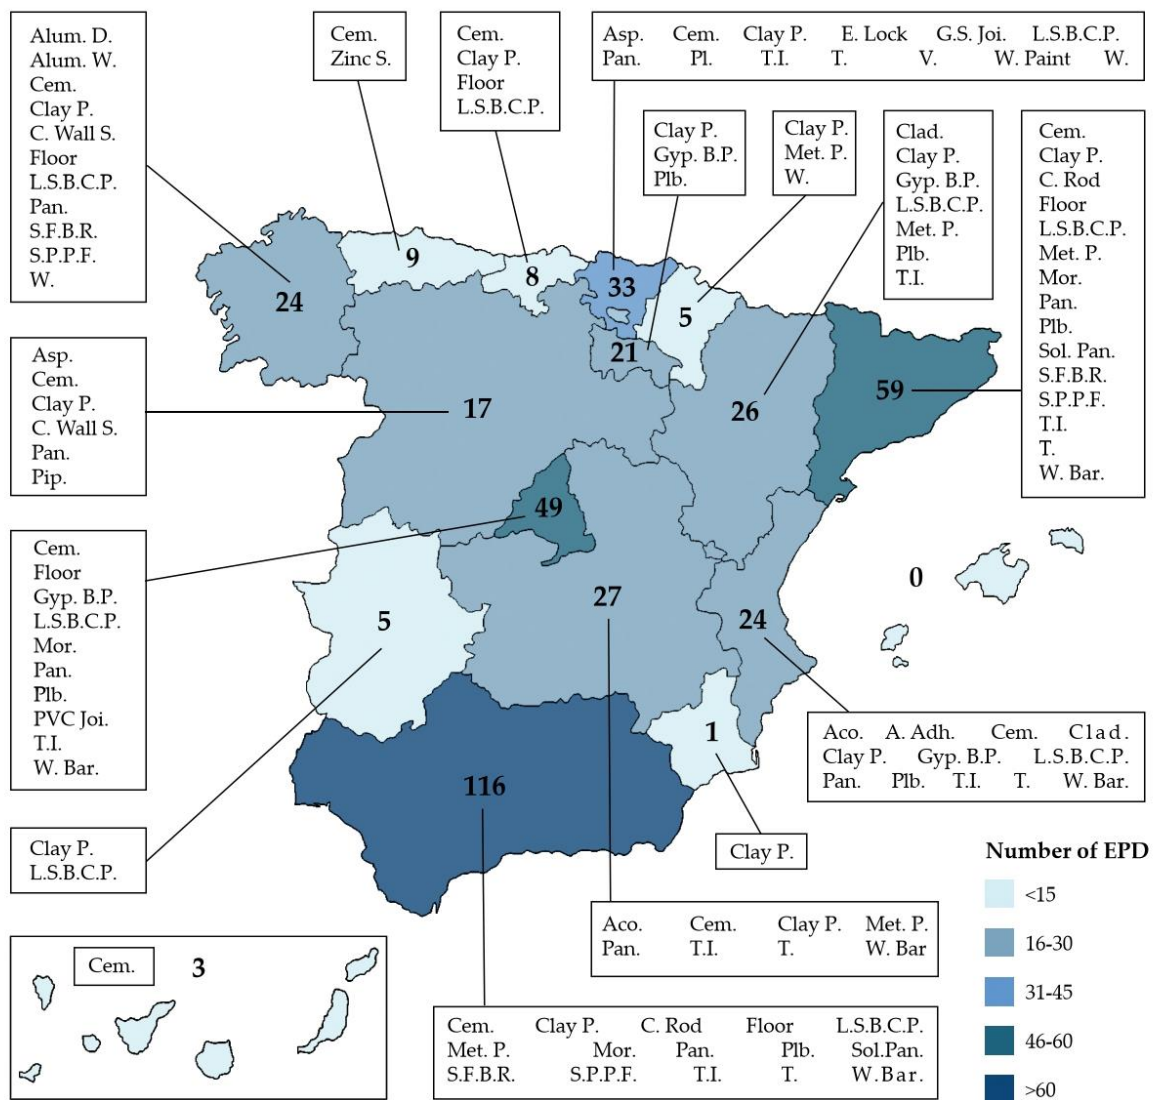 Alum. D.
Alum. W.
Cem.
Clay P.
C. Wall S.
Floor
L.S.B.C.P.
Pan.
S.F.B.R.
S.P.P.F.
W.
Cem.
Zinc S.
Cem.
Clay P.
Floor
L.S.B.C.P.
Asp. Cem. Clay P. E. Lock G.S. Joi. L.S.B.C.P.
Pan. Pl. T.I. T. V. W. Paint W.
Clay P.
Gyp. B.P.
Plb.
Clay P.
Met. P.
W.
Clad.
Clay P.
Gyp. B.P.
L.S.B.C.P.
Met. P.
Plb.
T.I.
Cem.
Clay P.
C. Rod
Floor
L.S.B.C.P.
Met. P.
Mor.
Pan.
Plb.
Sol. Pan.
S.F.B.R.
S.P.P.F.
T.I.
T.
W. Bar.
9
8
33
24
5
21
59
17
26
49
0
27
24
5
1
116
Asp.
Cem.
Clay P.
C. Wall S.
Pan.
Pip.
Cem.
Floor
Gyp. B.P.
L.S.B.C.P.
Mor.
Pan.
Plb.
PVC Joi.
T.I.
W. Bar.
Clay P.
L.S.B.C.P.
Aco. A. Adh. Cem. Clad.
Clay P. Gyp. B.P. L.S.B.C.P.
Pan. Plb. T.I. T. W. Bar.
Clay P.
Aco. Cem. Clay P. Met. P.
Pan. T.I. T. W. Bar
Cem. 3
Cem. Clay P. C. Rod Floor L.S.B.C.P.
Met. P. Mor. Pan. Plb. Sol.Pan.
S.F.B.R. S.P.P.F. T.I. T. W.Bar.
Number of EPD
<15
16-30
31-45
46-60
>60